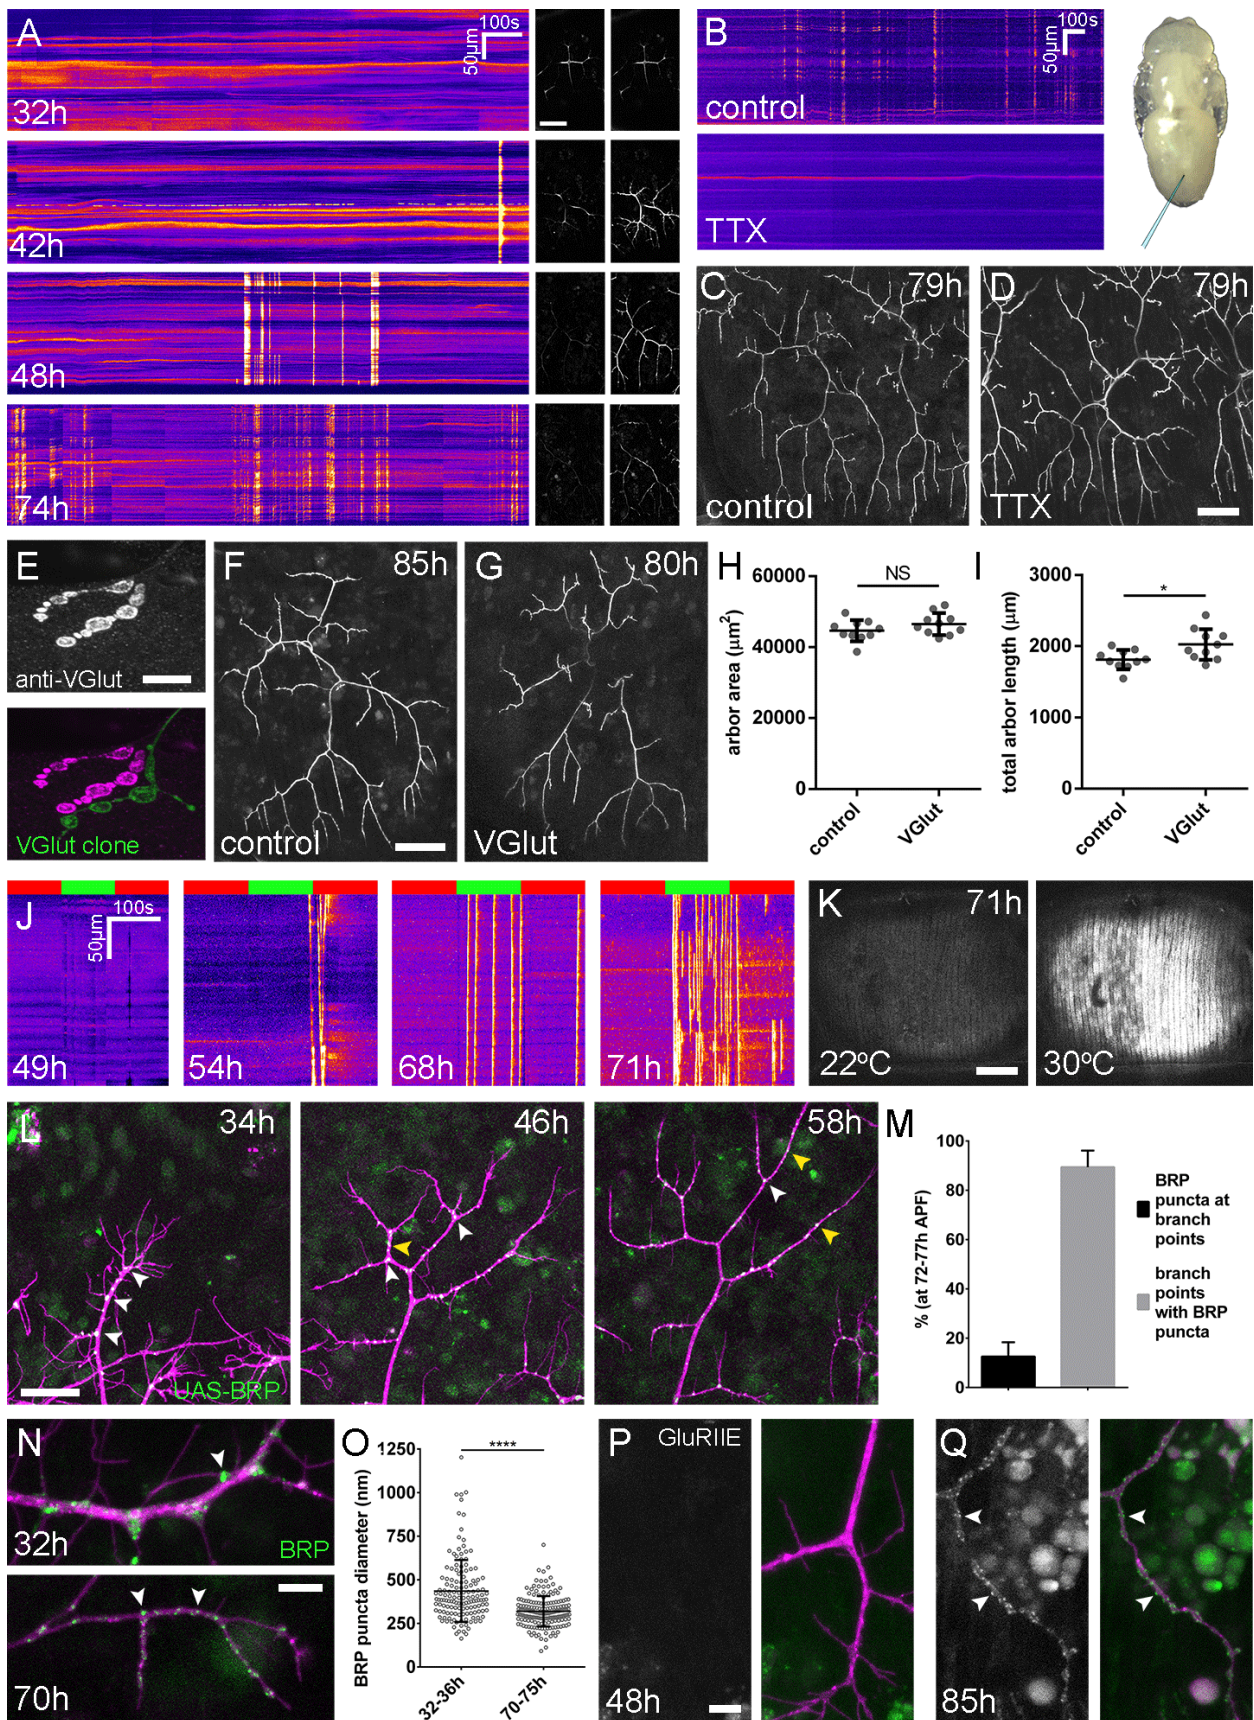 A
100s
50µm
32h
42h
48h
74h
B
100s
50µm
control
TTX
C
79h
control
D
79h
TTX
E
anti-VGlut
VGlut clone
F
85h
control
G
80h
VGlut
H
60000
40000
20000
0
arbor area (µm²)
NS
control
VGlut
I
3000
2000
1000
0
total arbor length (µm)
*
control
VGlut
J
100s
50µm
49h
54h
68h
71h
K
71h
22ºC
30ºC
L
34h
UAS-BRP
46h
58h
M
100
80
60
40
20
0
% (at 72-77h APF)
BRP
puncta at
branch
points
branch
points
with BRP
puncta
N
32h
BRP
70h
O
1250
1000
750
500
250
0
BRP puncta diameter (nm)
****
32-36h
70-75h
P
GluRIIE
48h
Q
85h